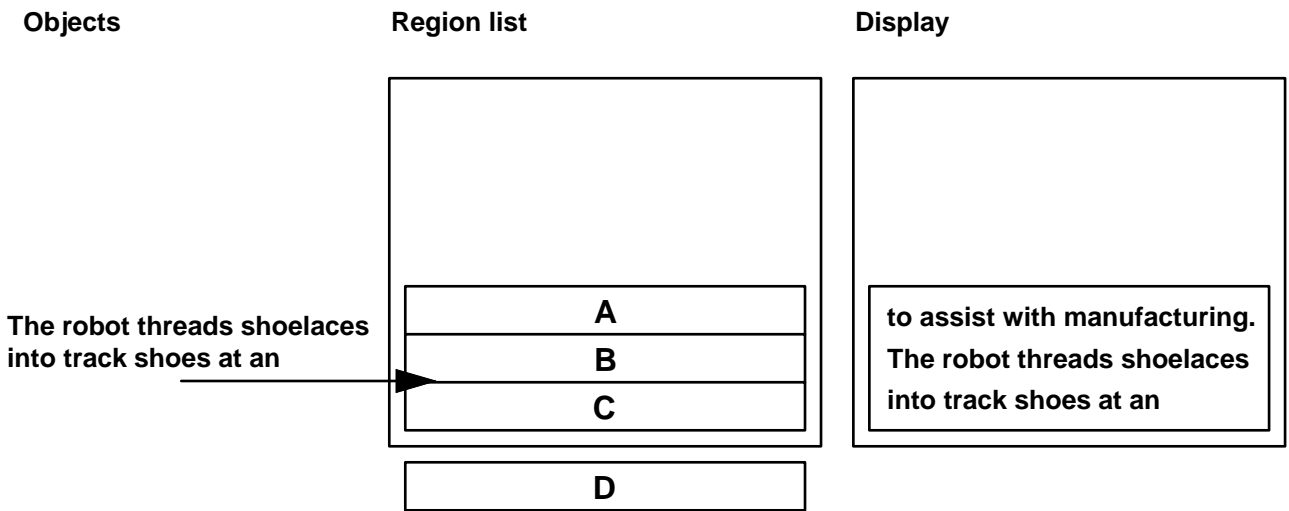 Objects
Region list
Display
The robot threads shoelaces
into track shoes at an
A
B
C
D
to assist with manufacturing.
The robot threads shoelaces
into track shoes at an